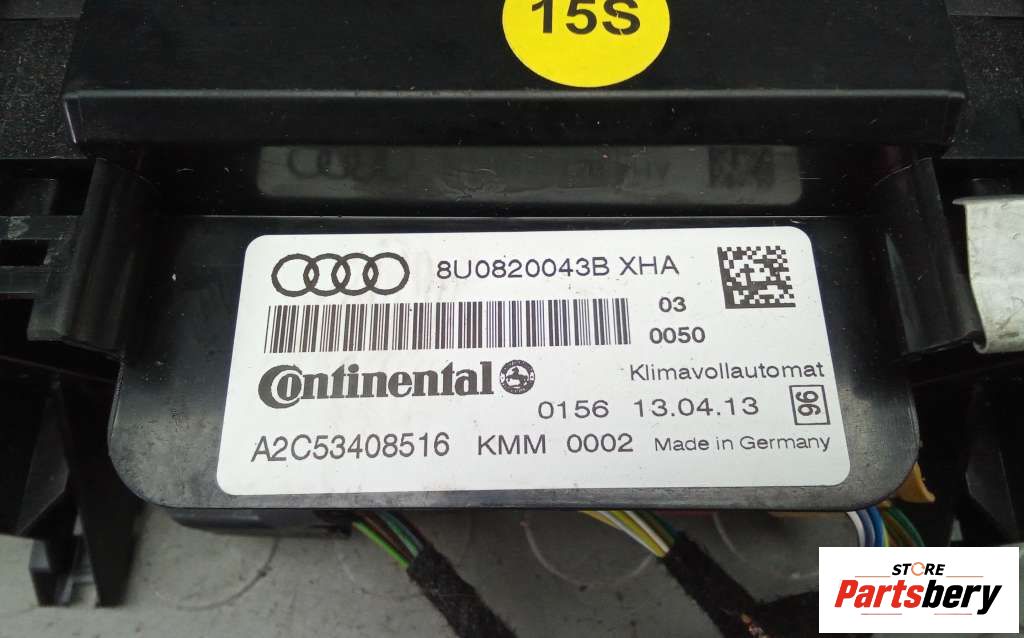 15S
8U0820043B XHA
03
0050
Continental
Klimavollautomat
0156 13.04.13
96
A2C53408516 KMM 0002 Made in Germany
STORE
Partsbery